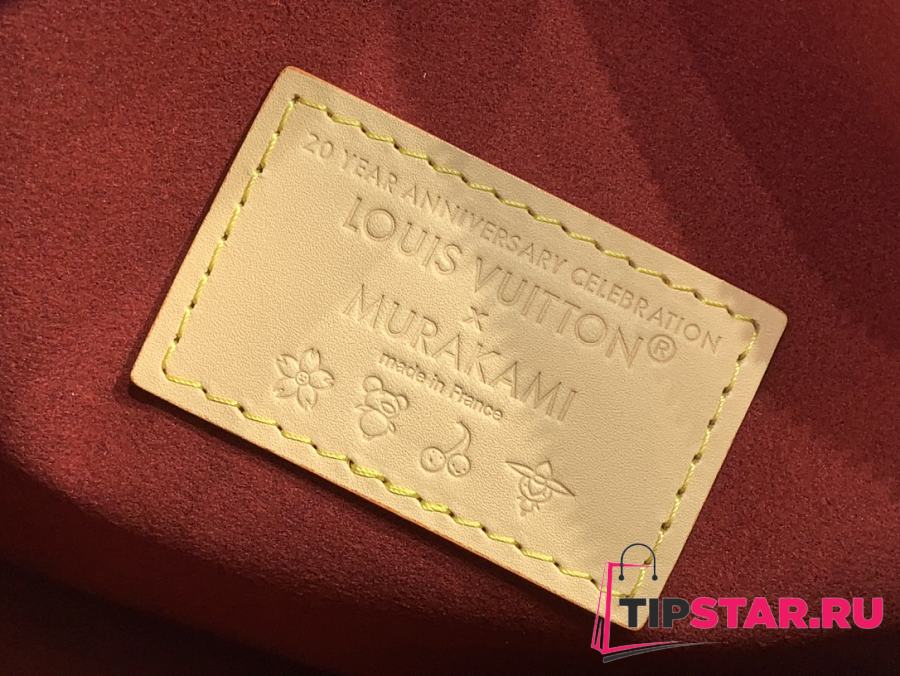 20 YEAR ANNIVERSARY CELEBRATION
LOUIS VUITTON®
×
MURAKAMI
made in France
TIPSTAR.RU